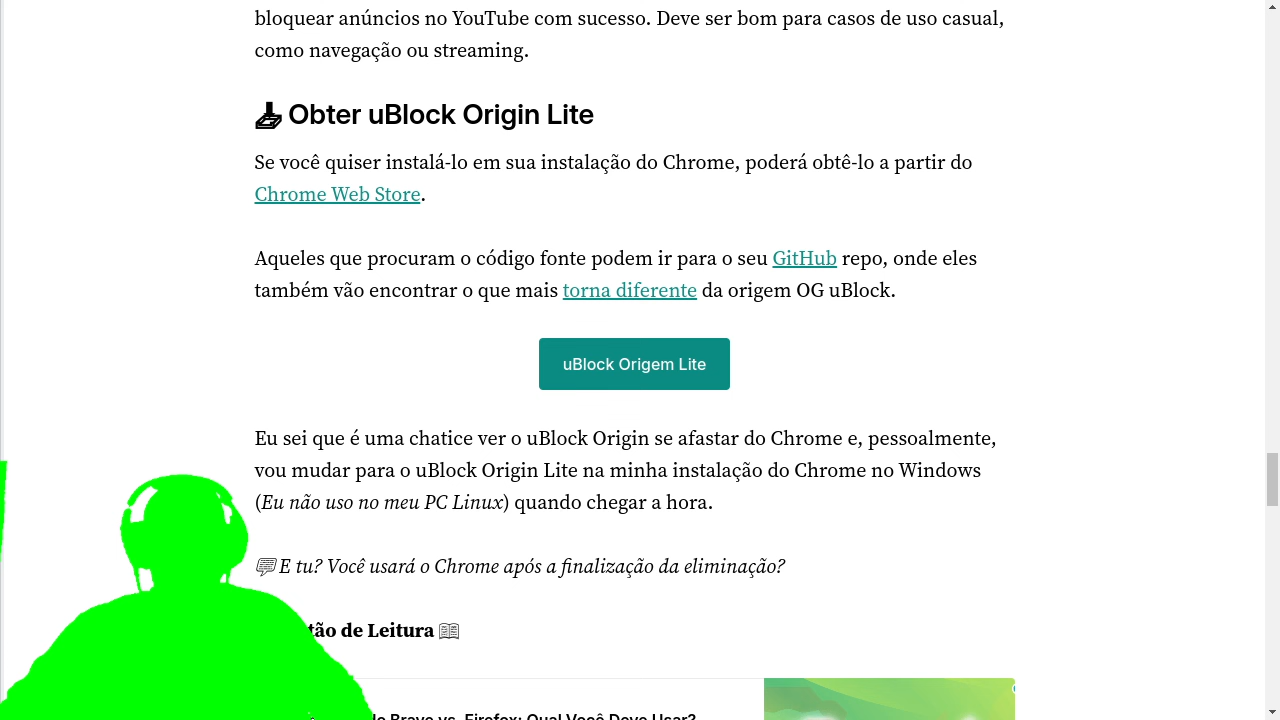 bloquear anúncios no YouTube com sucesso. Deve ser bom para casos de uso casual,
como navegação ou streaming.
📥 Obter uBlock Origin Lite
Se você quiser instalá-lo em sua instalação do Chrome, poderá obtê-lo a partir do
Chrome Web Store.
Aqueles que procuram o código fonte podem ir para o seu GitHub repo, onde eles
também vão encontrar o que mais torna diferente da origem OG uBlock.
uBlock Origem Lite
Eu sei que é uma chatice ver o uBlock Origin se afastar do Chrome e, pessoalmente,
vou mudar para o uBlock Origin Lite na minha instalação do Chrome no Windows
(Eu não uso no meu PC Linux) quando chegar a hora.
💬 E tu? Você usará o Chrome após a finalização da eliminação?
tão de Leitura 📖
Brave vs. Firefox: Qual Você Deve Usar?